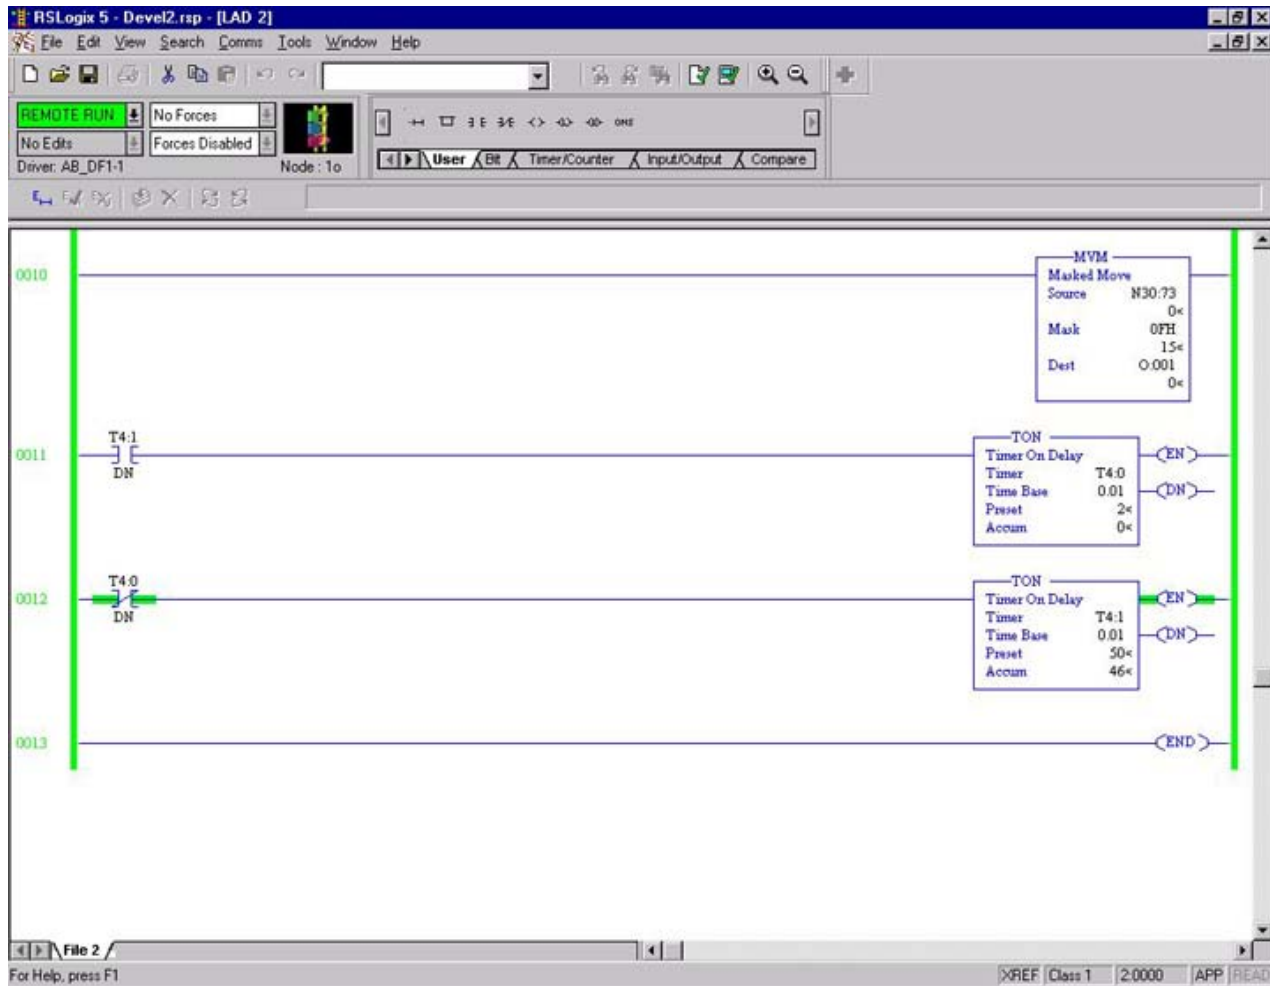 RSLogix 5 - Devel2.rsp - [LAD 2]
File Edit View Search Comms Tools Window Help
REMOTE RUN No Forces
No Edits Forces Disabled
Driver: AB_DF1-1 Node : 1o
User Bit Timer/Counter Input/Output Compare
0010
MVM
Masked Move
Source N30:73
0<
Mask 0FH
15<
Dest O:001
0<
0011
T4:1
DN
TON
Timer On Delay
Timer T4:0
Time Base 0.01
Preset 2<
Accum 0<
EN
DN
0012
T4:0
DN
TON
Timer On Delay
Timer T4:1
Time Base 0.01
Preset 50<
Accum 46<
EN
DN
0013
END
File 2
For Help, press F1 XREF Class 1 2:0000 APP READ